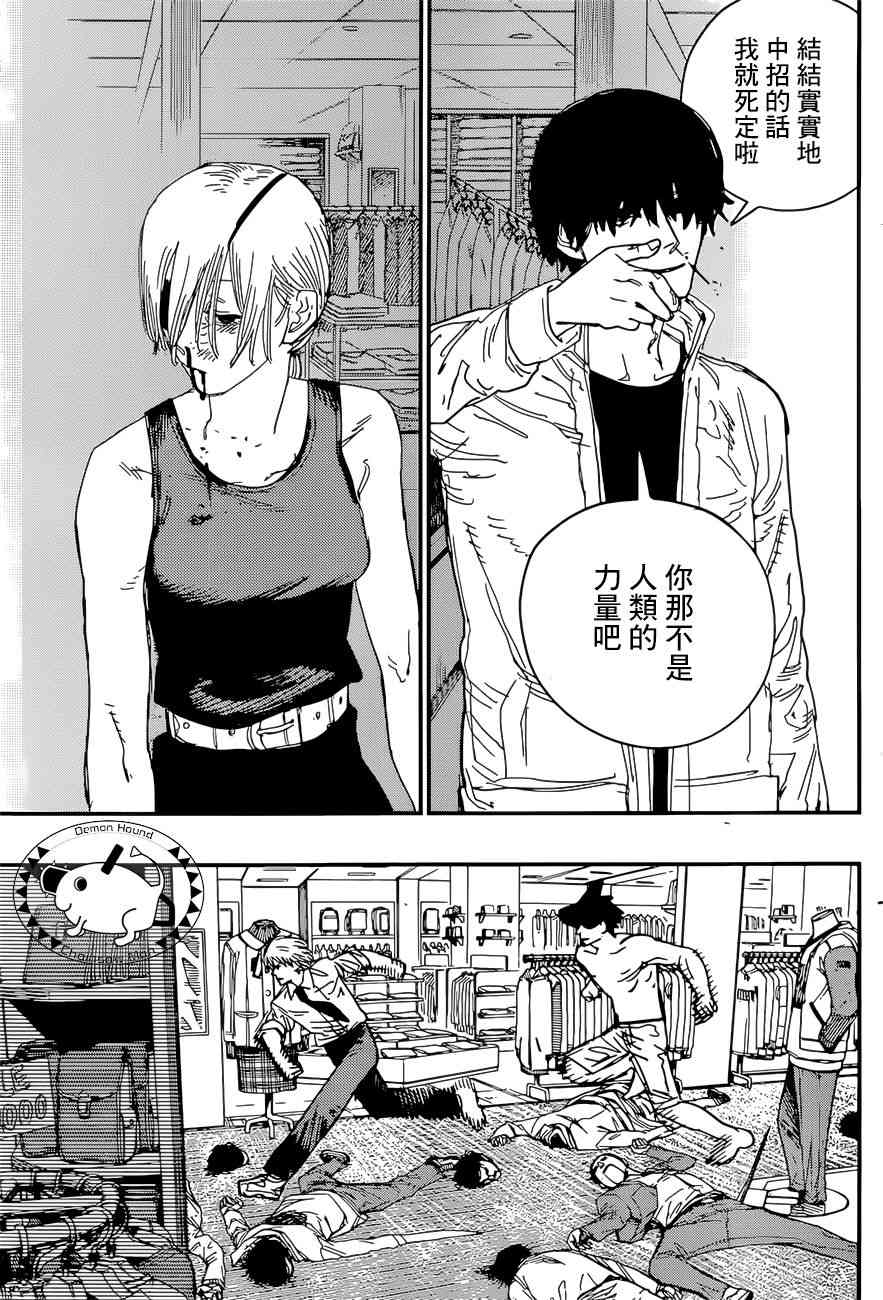 結結實實地
中招的話
我就死定啦
你那不是
人類的
力量吧
Demon Hound